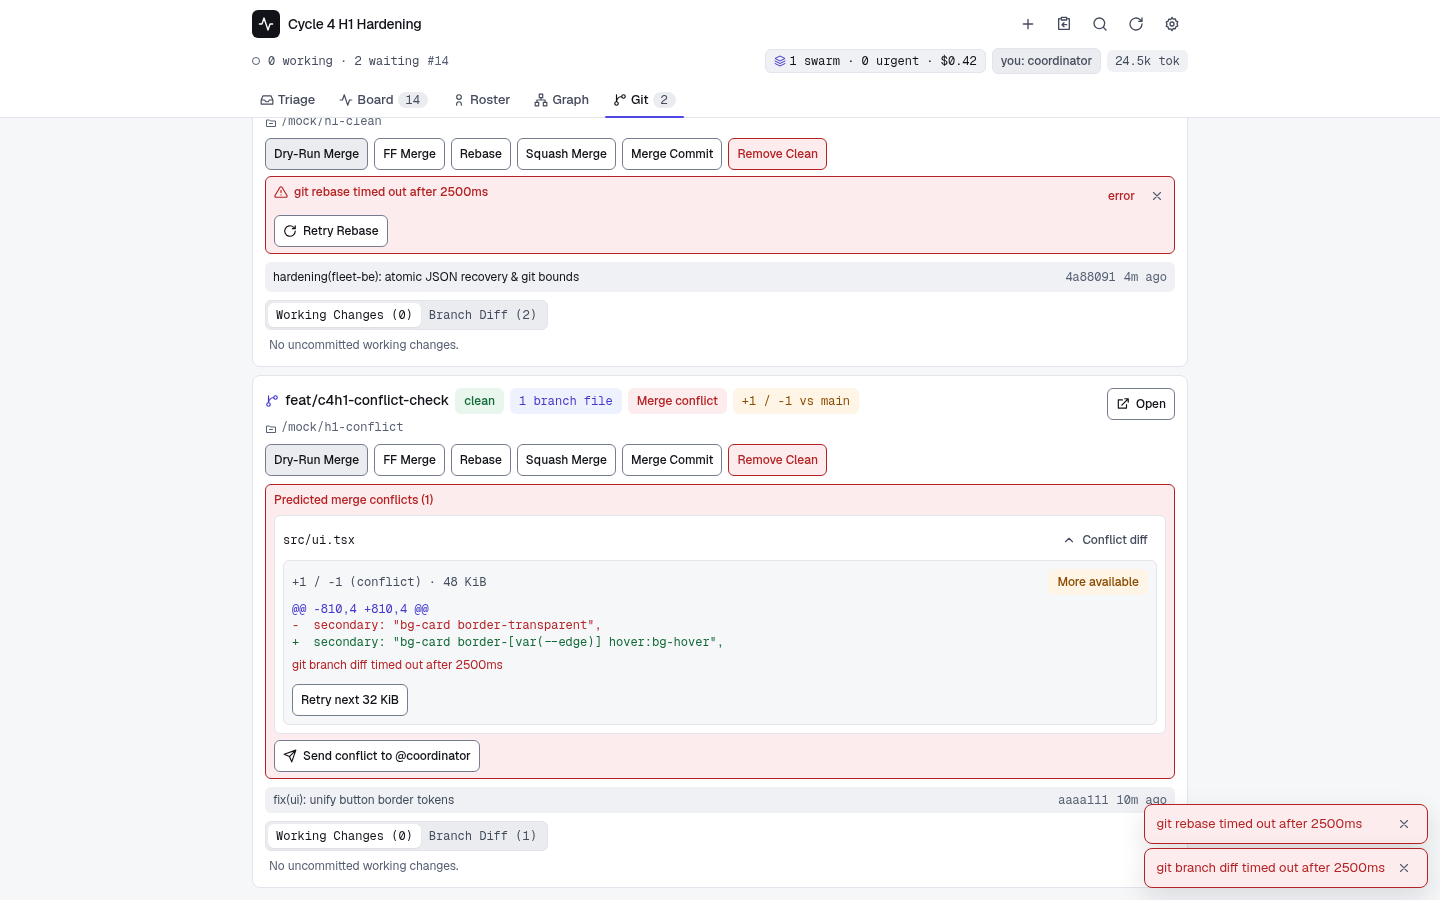 Cycle 4 H1 Hardening
0 working · 2 waiting #14
1 swarm · 0 urgent · $0.42
you: coordinator
24.5k tok
Triage
Board 14
Roster
Graph
Git 2
/mock/h1-clean
Dry-Run Merge
FF Merge
Rebase
Squash Merge
Merge Commit
Remove Clean
git rebase timed out after 2500ms
error
Retry Rebase
hardening(fleet-be): atomic JSON recovery & git bounds
4a88091 4m ago
Working Changes (0)
Branch Diff (2)
No uncommitted working changes.
feat/c4h1-conflict-check
clean
1 branch file
Merge conflict
+1 / -1 vs main
Open
/mock/h1-conflict
Dry-Run Merge
FF Merge
Rebase
Squash Merge
Merge Commit
Remove Clean
Predicted merge conflicts (1)
src/ui.tsx
Conflict diff
+1 / -1 (conflict) · 48 KiB
More available
@@ -810,4 +810,4 @@
-  secondary: "bg-card border-transparent",
+  secondary: "bg-card border-[var(--edge)] hover:bg-hover",
git branch diff timed out after 2500ms
Retry next 32 KiB
Send conflict to @coordinator
fix(ui): unify button border tokens
aaaa111 10m ago
Working Changes (0)
Branch Diff (1)
No uncommitted working changes.
git rebase timed out after 2500ms
git branch diff timed out after 2500ms